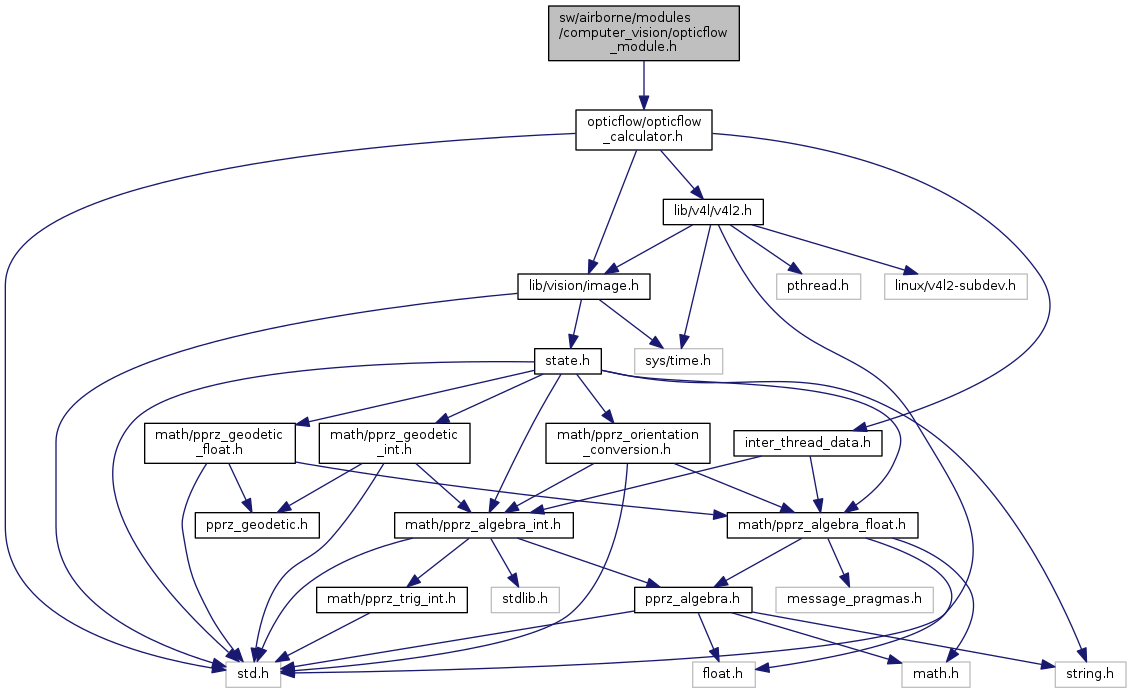 sw/airborne/modules
/computer_vision/opticflow
_module.h
opticflow/opticflow
_calculator.h
lib/v4l/v4l2.h
lib/vision/image.h
pthread.h
linux/v4l2-subdev.h
state.h
sys/time.h
math/pprz_geodetic
_float.h
math/pprz_geodetic
_int.h
math/pprz_orientation
_conversion.h
inter_thread_data.h
pprz_geodetic.h
math/pprz_algebra_int.h
math/pprz_algebra_float.h
math/pprz_trig_int.h
stdlib.h
pprz_algebra.h
message_pragmas.h
std.h
float.h
math.h
string.h